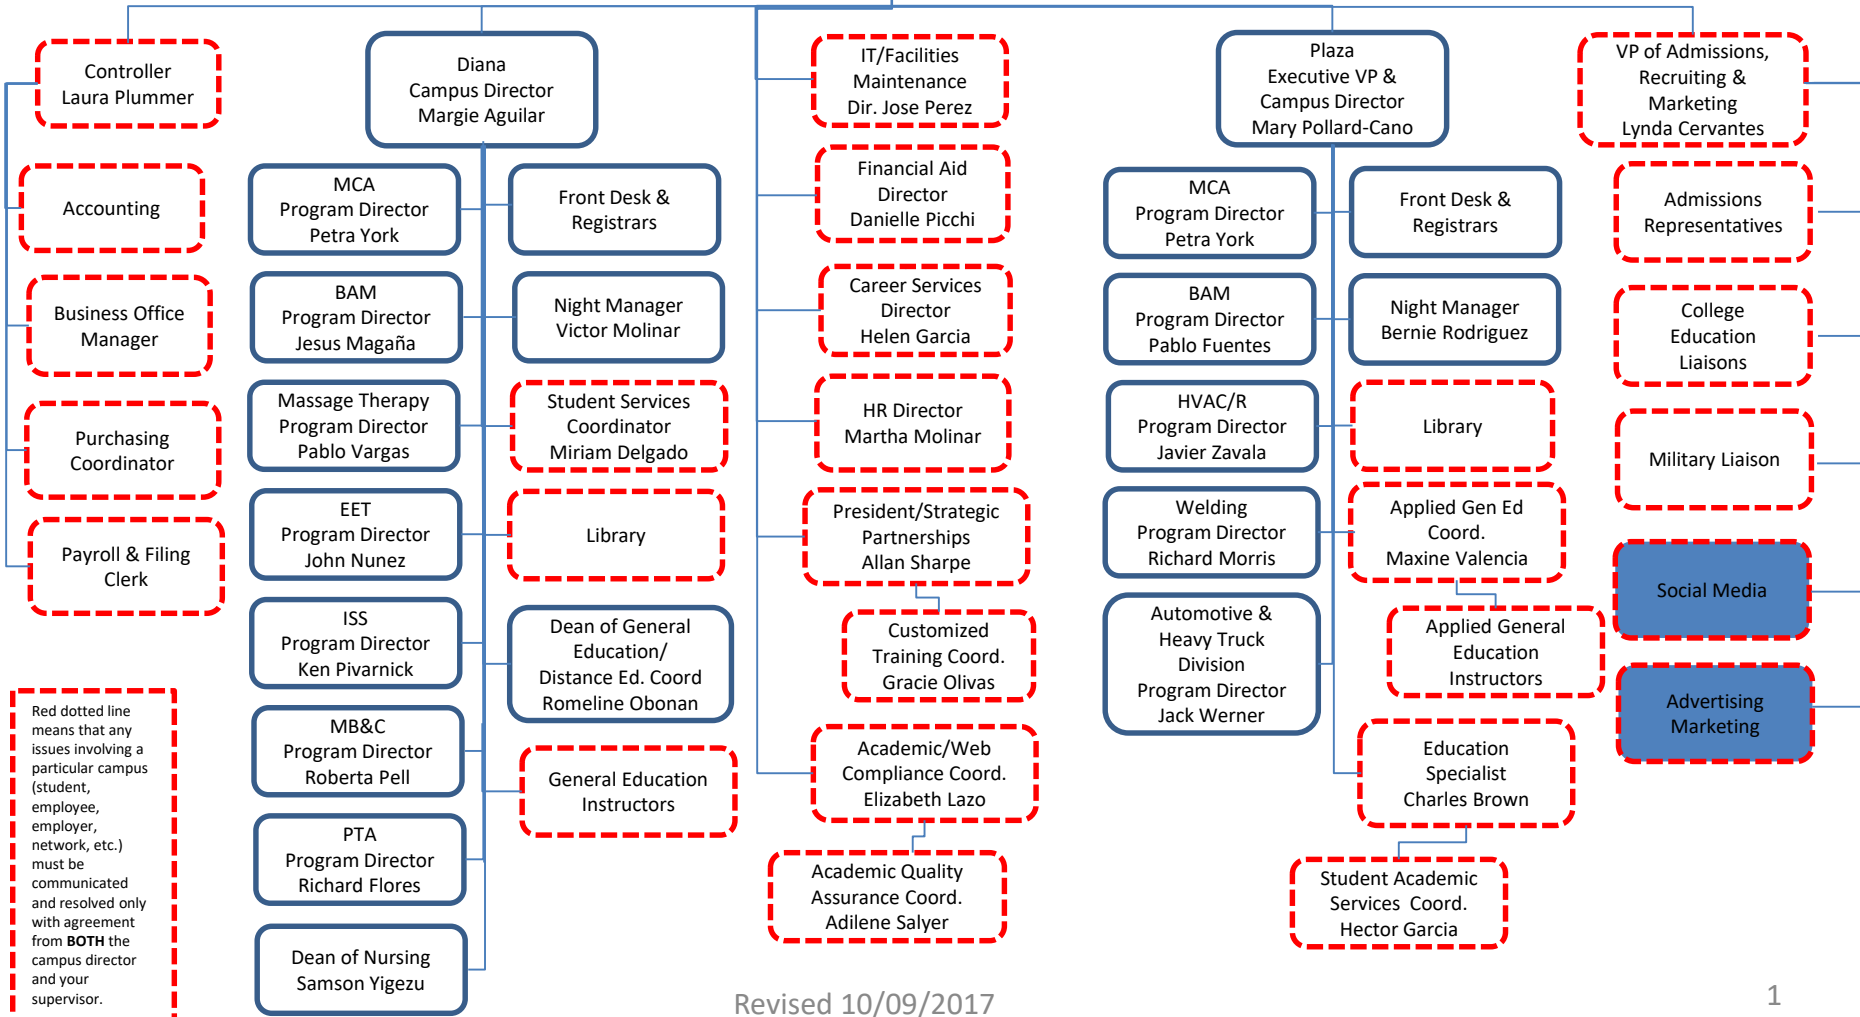 Controller
Laura Plummer
Accounting
Business Office
Manager
Purchasing
Coordinator
Payroll & Filing
Clerk
Red dotted line
means that any
issues involving a
particular campus
(student,
employee,
employer,
network, etc.)
must be
communicated
and resolved only
with agreement
from BOTH the
campus director
and your
supervisor.
Diana
Campus Director
Margie Aguilar
MCA
Program Director
Petra York
BAM
Program Director
Jesus Magaña
Massage Therapy
Program Director
Pablo Vargas
EET
Program Director
John Nunez
ISS
Program Director
Ken Pivarnick
MB&C
Program Director
Roberta Pell
PTA
Program Director
Richard Flores
Dean of Nursing
Samson Yigezu
Front Desk &
Registrars
Night Manager
Victor Molinar
Student Services
Coordinator
Miriam Delgado
Library
Dean of General
Education/
Distance Ed. Coord
Romeline Obonan
General Education
Instructors
IT/Facilities
Maintenance
Dir. Jose Perez
Financial Aid
Director
Danielle Picchi
Career Services
Director
Helen Garcia
HR Director
Martha Molinar
President/Strategic
Partnerships
Allan Sharpe
Customized
Training Coord.
Gracie Olivas
Academic/Web
Compliance Coord.
Elizabeth Lazo
Academic Quality
Assurance Coord.
Adilene Salyer
Plaza
Executive VP &
Campus Director
Mary Pollard-Cano
MCA
Program Director
Petra York
BAM
Program Director
Pablo Fuentes
HVAC/R
Program Director
Javier Zavala
Welding
Program Director
Richard Morris
Automotive &
Heavy Truck
Division
Program Director
Jack Werner
Front Desk &
Registrars
Night Manager
Bernie Rodriguez
Library
Applied Gen Ed
Coord.
Maxine Valencia
Applied General
Education
Instructors
Education
Specialist
Charles Brown
Student Academic
Services Coord.
Hector Garcia
VP of Admissions,
Recruiting &
Marketing
Lynda Cervantes
Admissions
Representatives
College
Education
Liaisons
Military Liaison
Social Media
Advertising
Marketing
Revised 10/09/2017
1